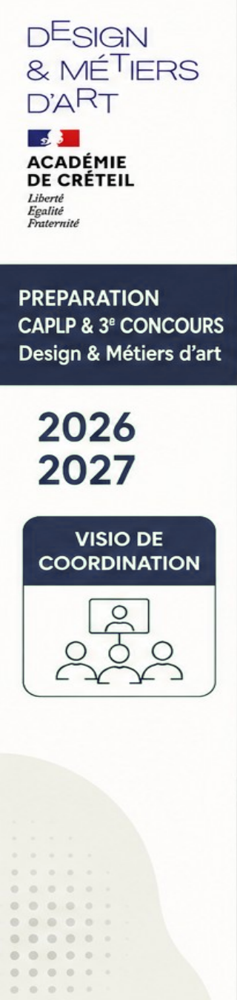 DESIGN
& MÉTIERS
D'ART
ACADÉMIE
DE CRÉTEIL
Liberté
Egalité
Fraternité
PREPARATION
CAPLP & 3e CONCOURS
Design & Métiers d'art
2026
2027
VISIO DE
COORDINATION